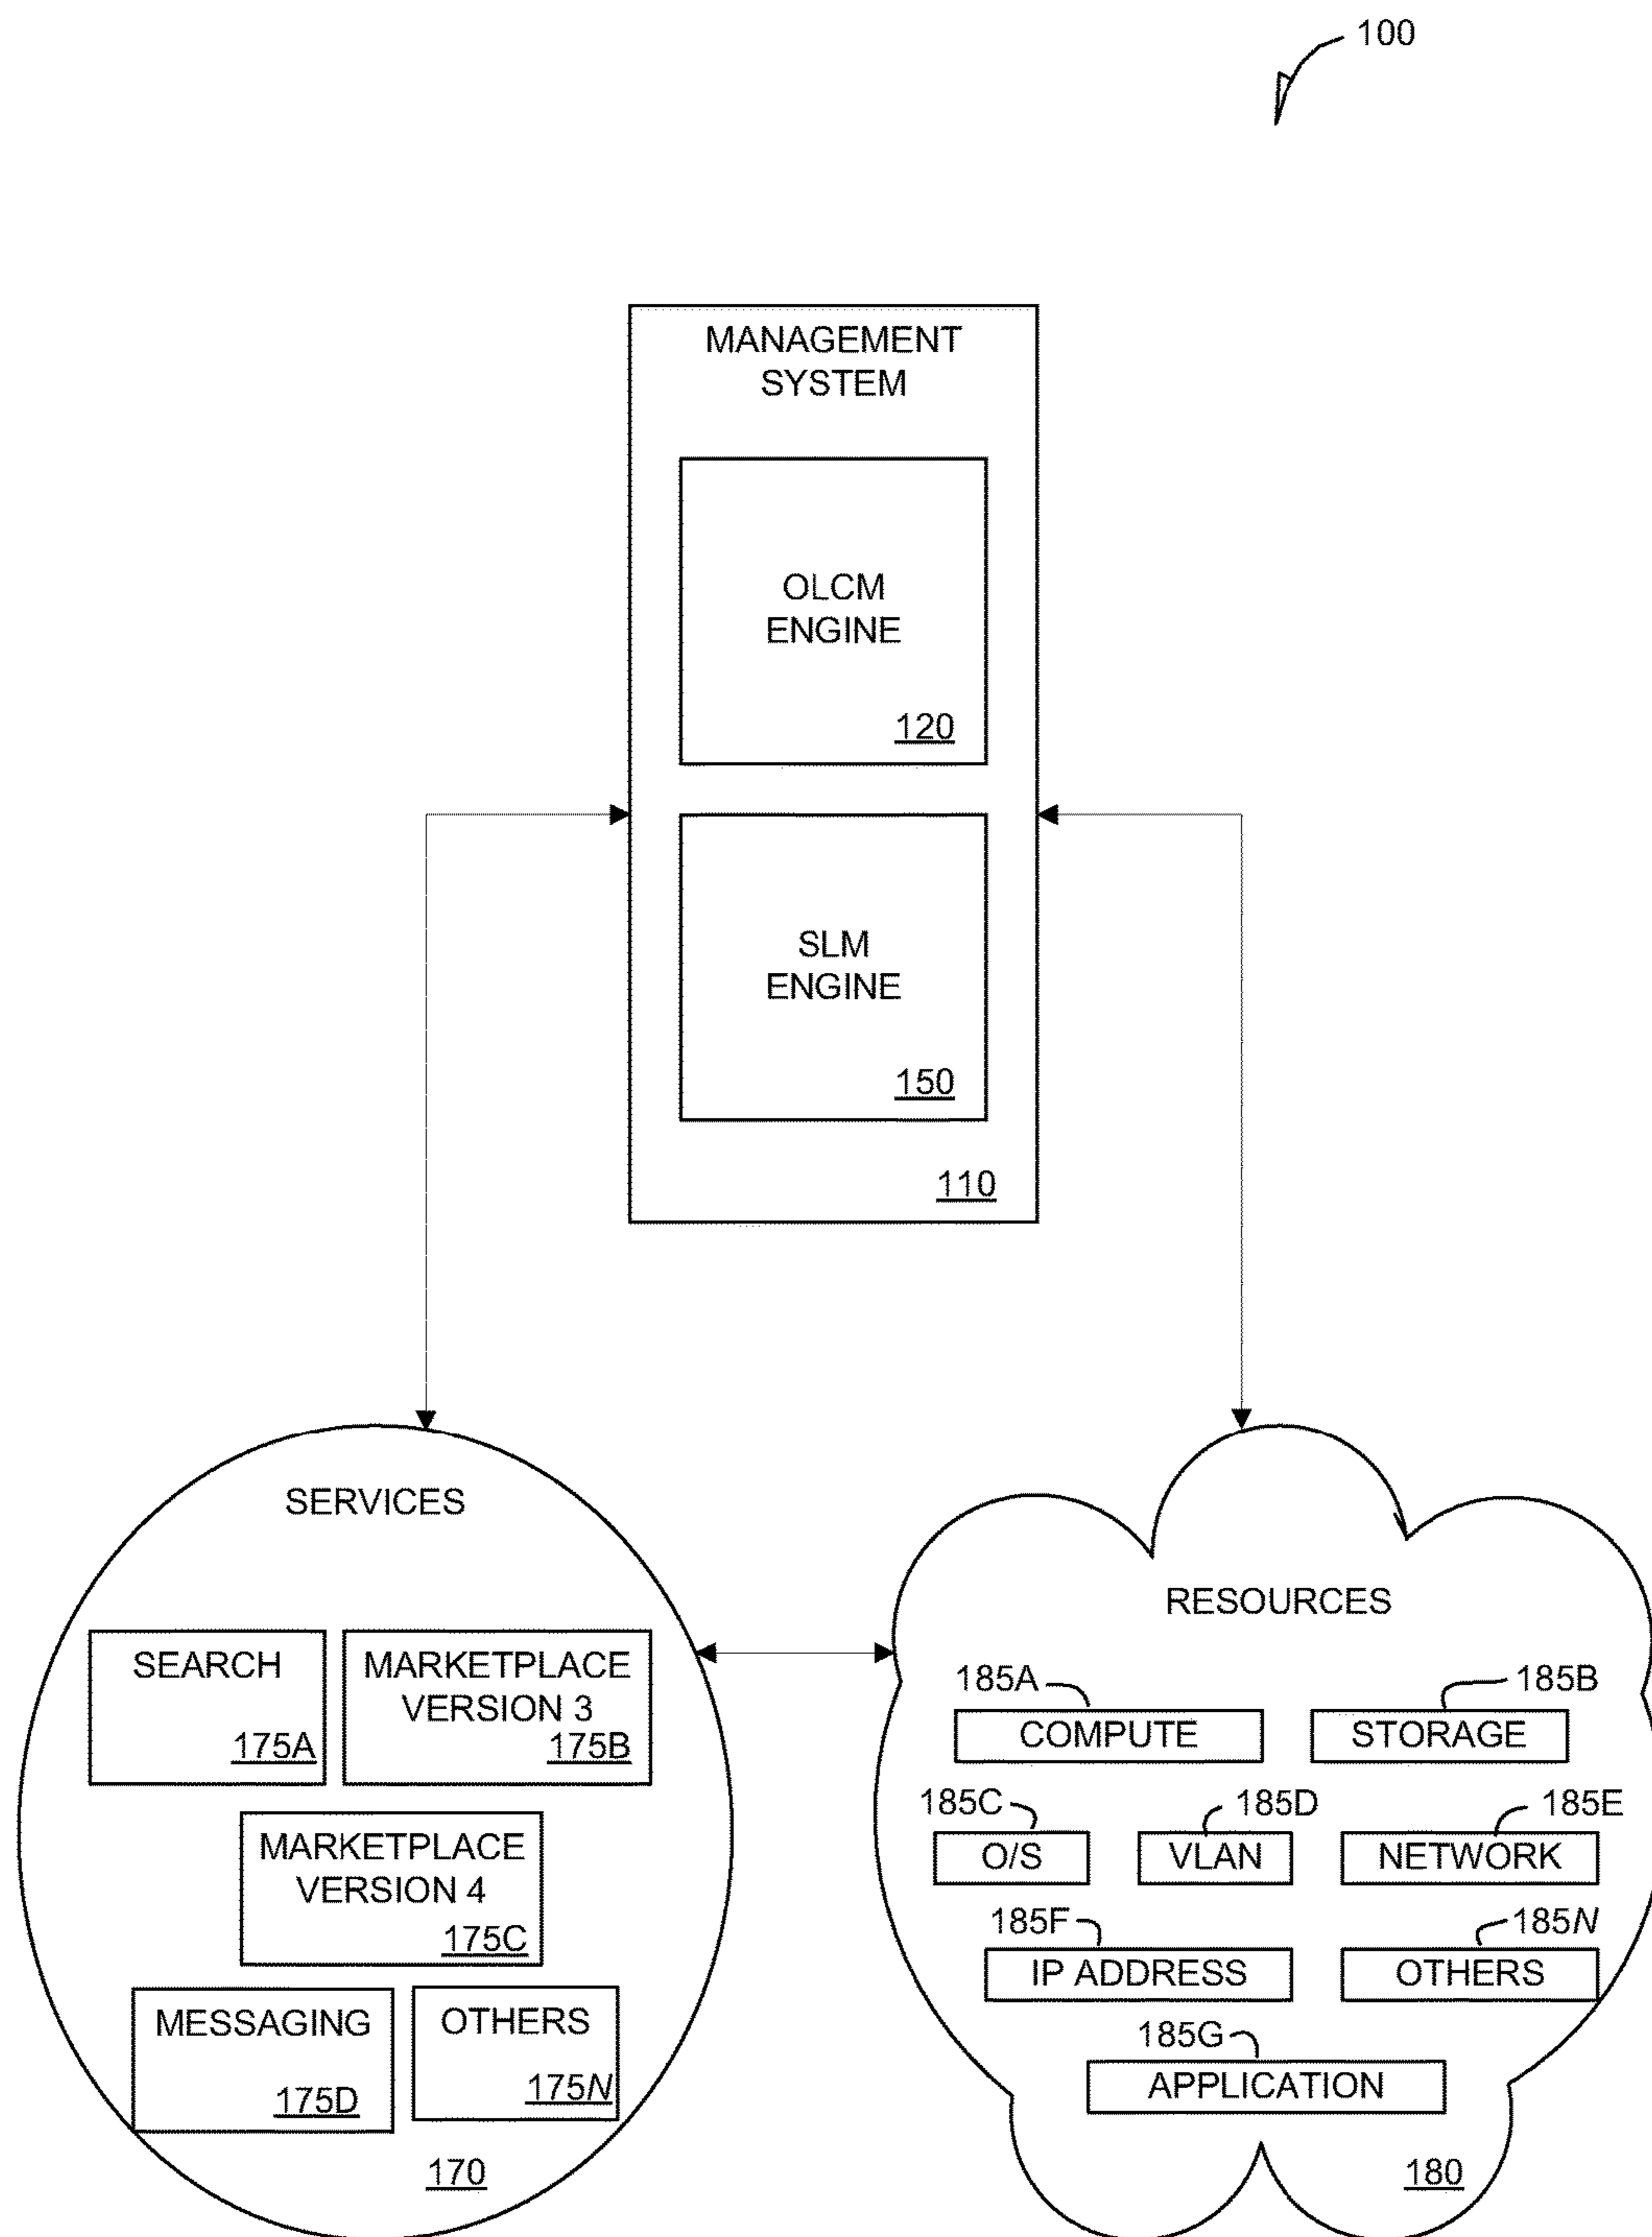 100
MANAGEMENT
SYSTEM
OLCM
ENGINE
120
SLM
ENGINE
150
110
SERVICES
SEARCH
175A
MARKETPLACE
VERSION 3
175B
MARKETPLACE
VERSION 4
175C
MESSAGING
175D
OTHERS
175N
170
RESOURCES
185A
COMPUTE
185B
STORAGE
185C
O/S
185D
VLAN
185E
NETWORK
185F
IP ADDRESS
185N
OTHERS
185G
APPLICATION
180